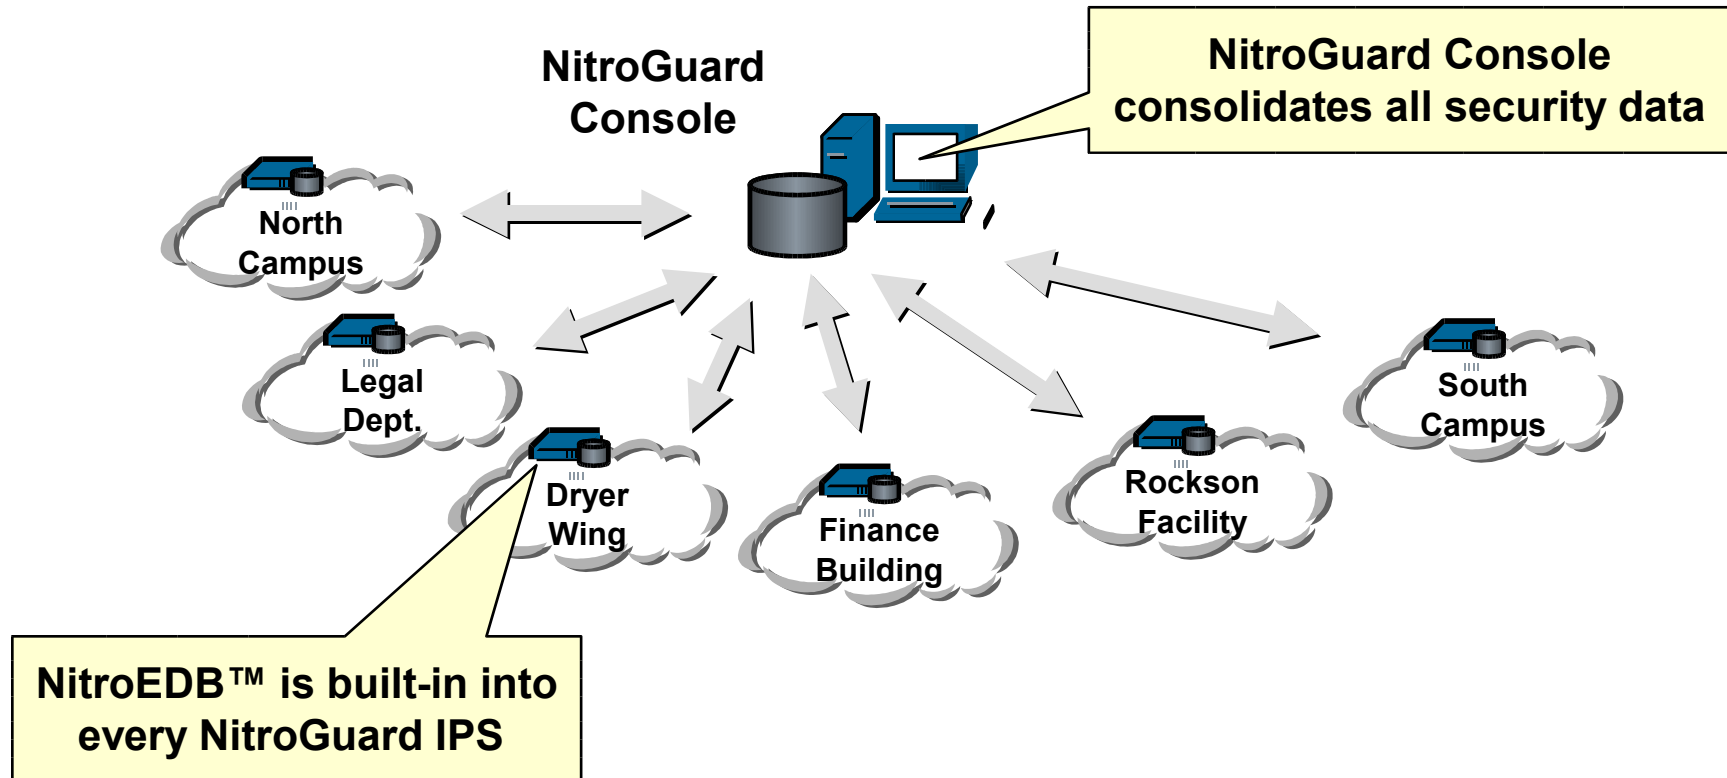 NitroGuard
Console
NitroGuard Console
consolidates all security data
North
Campus
Legal
Dept.
Dryer
Wing
Finance
Building
Rockson
Facility
South
Campus
NitroEDB™ is built-in into
every NitroGuard IPS